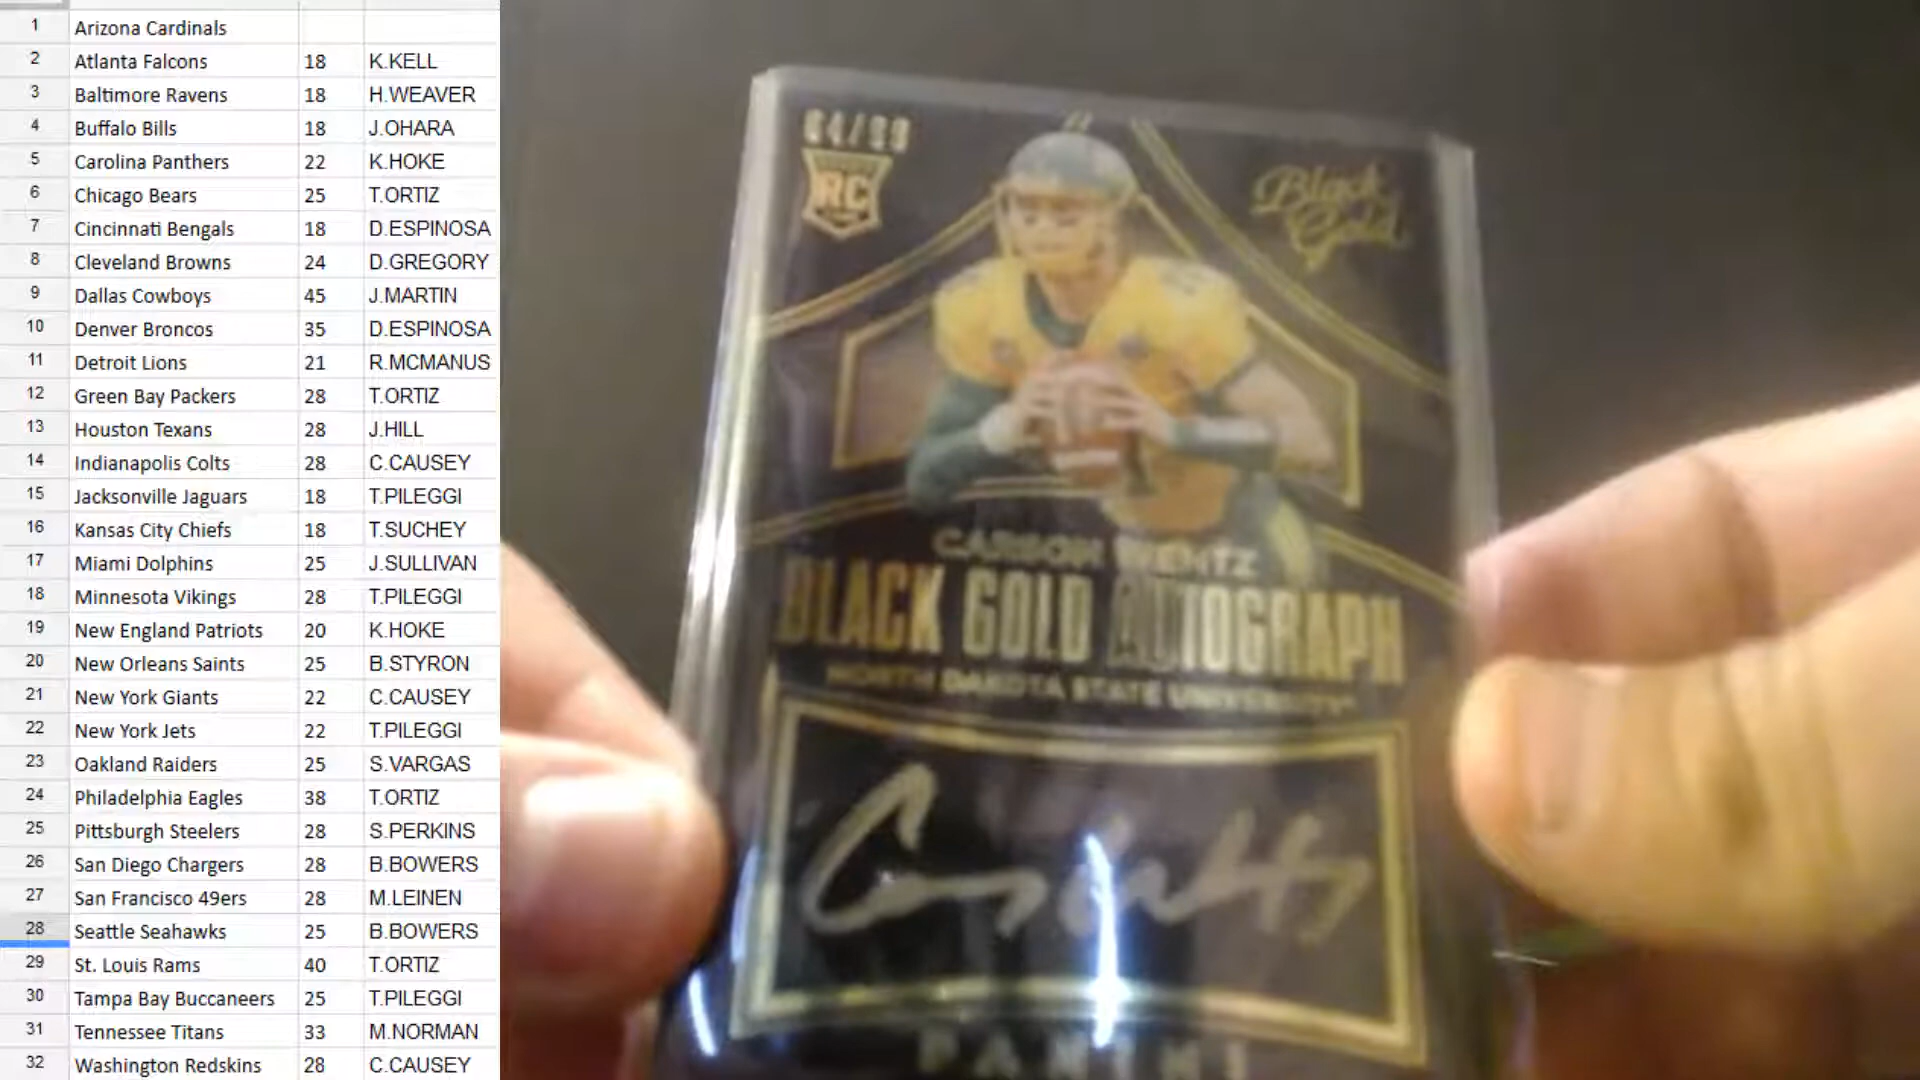 1 Arizona Cardinals
2 Atlanta Falcons 18 K.KELL
3 Baltimore Ravens 18 H.WEAVER
4 Buffalo Bills 18 J.OHARA
5 Carolina Panthers 22 K.HOKE
6 Chicago Bears 25 T.ORTIZ
7 Cincinnati Bengals 18 D.ESPINOSA
8 Cleveland Browns 24 D.GREGORY
9 Dallas Cowboys 45 J.MARTIN
10 Denver Broncos 35 D.ESPINOSA
11 Detroit Lions 21 R.MCMANUS
12 Green Bay Packers 28 T.ORTIZ
13 Houston Texans 28 J.HILL
14 Indianapolis Colts 28 C.CAUSEY
15 Jacksonville Jaguars 18 T.PILEGGI
16 Kansas City Chiefs 18 T.SUCHEY
17 Miami Dolphins 25 J.SULLIVAN
18 Minnesota Vikings 28 T.PILEGGI
19 New England Patriots 20 K.HOKE
20 New Orleans Saints 25 B.STYRON
21 New York Giants 22 C.CAUSEY
22 New York Jets 22 T.PILEGGI
23 Oakland Raiders 25 S.VARGAS
24 Philadelphia Eagles 38 T.ORTIZ
25 Pittsburgh Steelers 28 S.PERKINS
26 San Diego Chargers 28 B.BOWERS
27 San Francisco 49ers 28 M.LEINEN
28 Seattle Seahawks 25 B.BOWERS
29 St. Louis Rams 40 T.ORTIZ
30 Tampa Bay Buccaneers 25 T.PILEGGI
31 Tennessee Titans 33 M.NORMAN
32 Washington Redskins 28 C.CAUSEY
RC
Black
Gold
CARSON WENTZ
BLACK GOLD AUTOGRAPH
NORTH DAKOTA STATE UNIVERSITY
PANINI